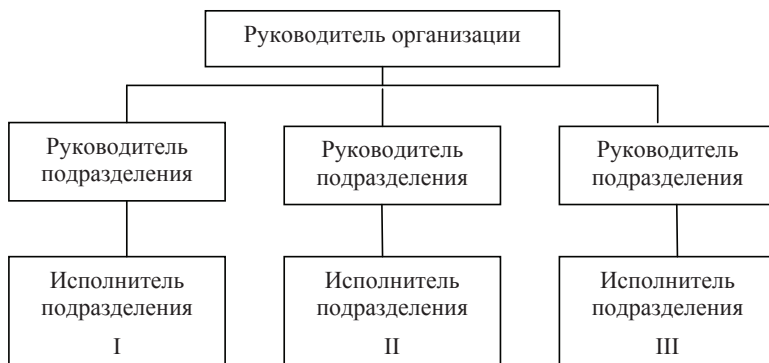 Руководитель организации
Руководитель
подразделения
Руководитель
подразделения
Руководитель
подразделения
Исполнитель
подразделения
I
Исполнитель
подразделения
II
Исполнитель
подразделения
III